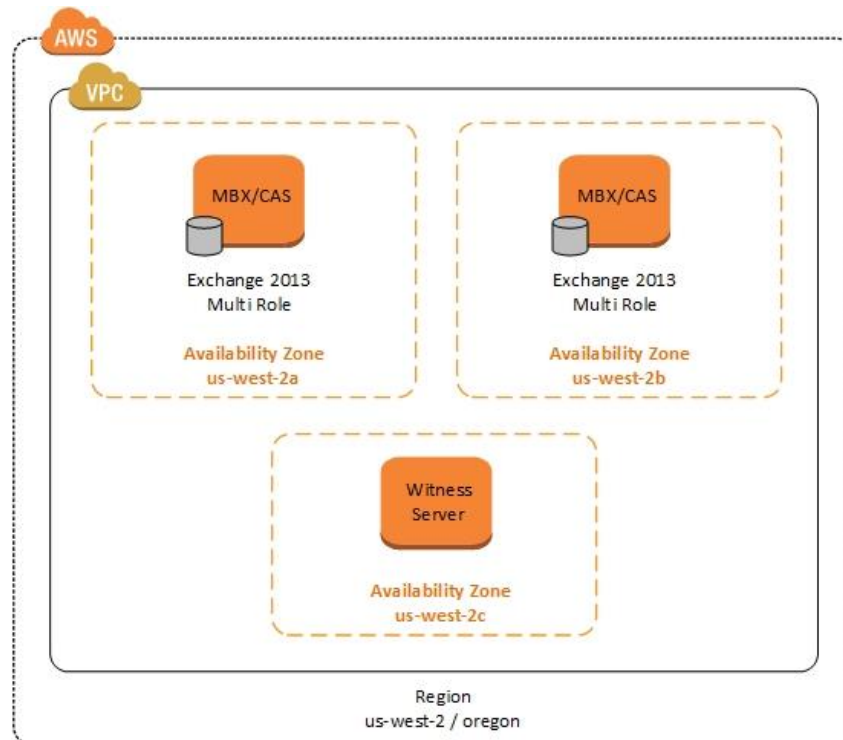 AWS
VPC
MBX/CAS
Exchange 2013
Multi Role
Availability Zone
us-west-2a
MBX/CAS
Exchange 2013
Multi Role
Availability Zone
us-west-2b
Witness
Server
Availability Zone
us-west-2c
Region
us-west-2 / oregon